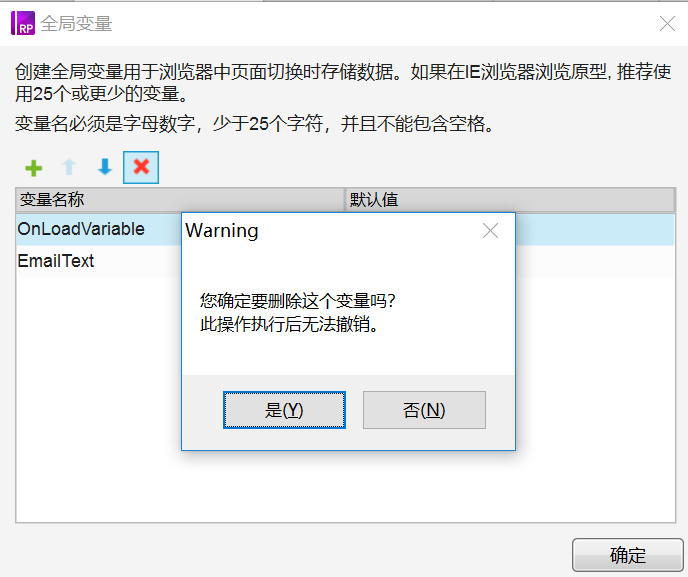 RP 全局变量
创建全局变量用于浏览器中页面切换时存储数据。如果在IE浏览器浏览原型, 推荐使
用25个或更少的变量。
变量名必须是字母数字，少于25个字符，并且不能包含空格。
变量名称 默认值
OnLoadVariable
EmailText
Warning
您确定要删除这个变量吗?
此操作执行后无法撤销。
是(Y) 否(N)
确定